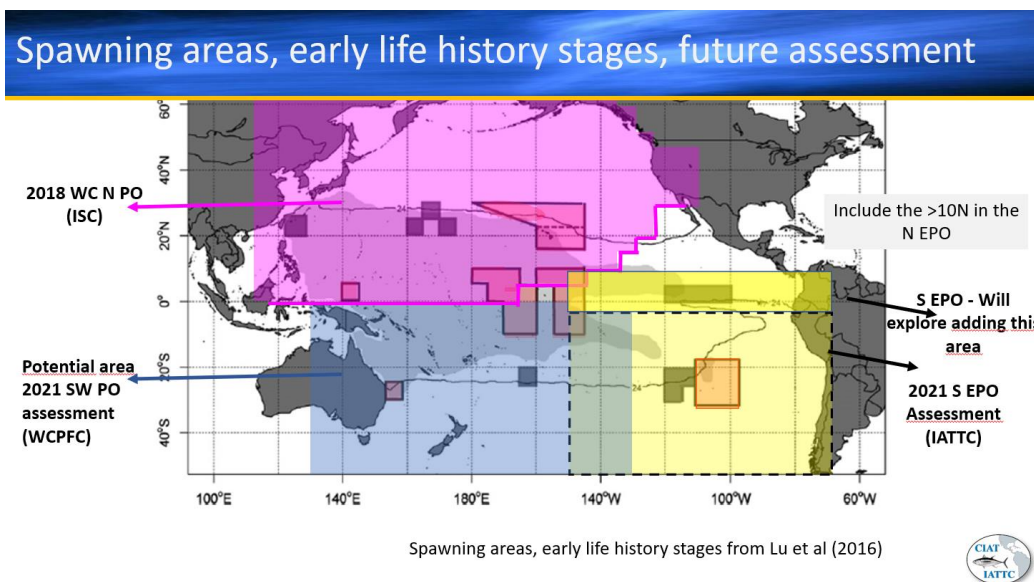 Spawning areas, early life history stages, future assessment
60°
40°N
20°N
0°
20°S
40°S
100°E
140°E
180°E
140°W
100°W
60°W
24
24
24
2018 WC N PO
(ISC)
Include the >10N in the
N EPO
S EPO - Will
explore adding this
area
Potential area
2021 SW PO
assessment
(WCPFC)
2021 S EPO
Assessment
(IATTC)
Spawning areas, early life history stages from Lu et al (2016)
CIAT
IATTC